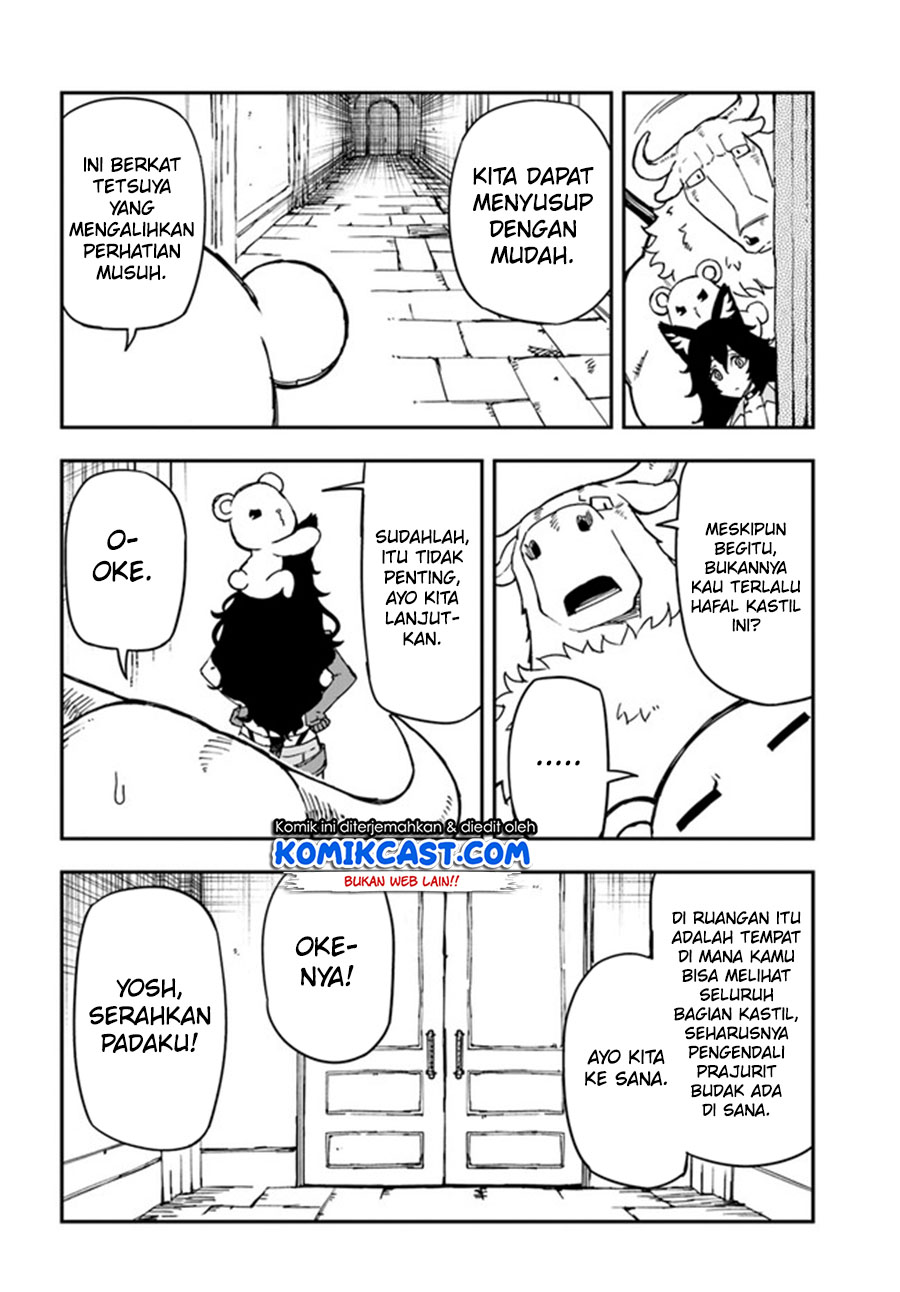 KITA DAPAT
MENYUSUP
DENGAN
MUDAH.
INI BERKAT
TETSUYA
YANG
MENGALIHKAN
PERHATIAN
MUSUH.
MESKIPUN
BEGITU,
BUKANNYA
KAU TERLALU
HAFAL KASTIL
INI?
.....
SUDAHLAH,
ITU TIDAK
PENTING,
AYO KITA
LANJUT-
KAN.
O-
OKE.
Komik ini diterjemahkan & diedit oleh
KOMIKCAST.COM
BUKAN WEB LAIN!!
DI RUANGAN ITU
ADALAH TEMPAT
DI MANA KAMU
BISA MELIHAT
SELURUH
BAGIAN KASTIL,
SEHARUSNYA
PENGENDALI
PRAJURIT
BUDAK ADA
DI SANA.
AYO KITA
KE SANA.
OKE-
NYA!
YOSH,
SERAHKAN
PADAKU!